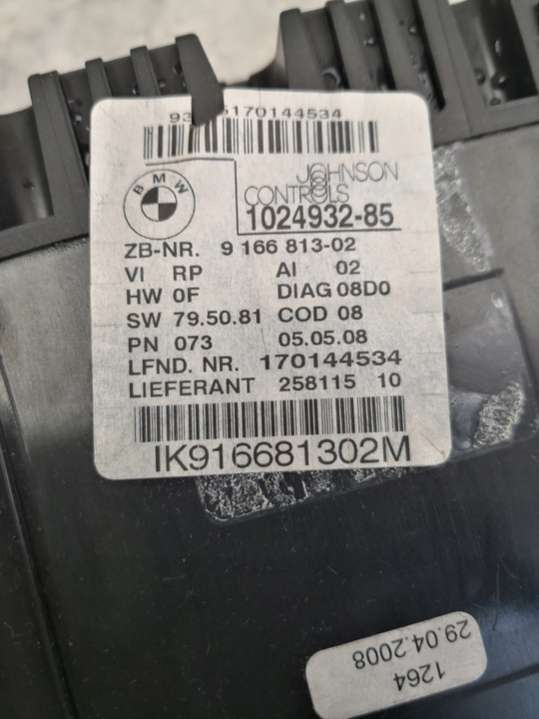 170144534
BMW
JOHNSON
CONTROLS
1024932-85
ZB-NR. 9 166 813-02
VI RP AI 02
HW 0F DIAG 08D0
SW 79.50.81 COD 08
PN 073 05.05.08
LFND. NR. 170144534
LIEFERANT 258115 10
IK916681302M
1264
29.04.2008